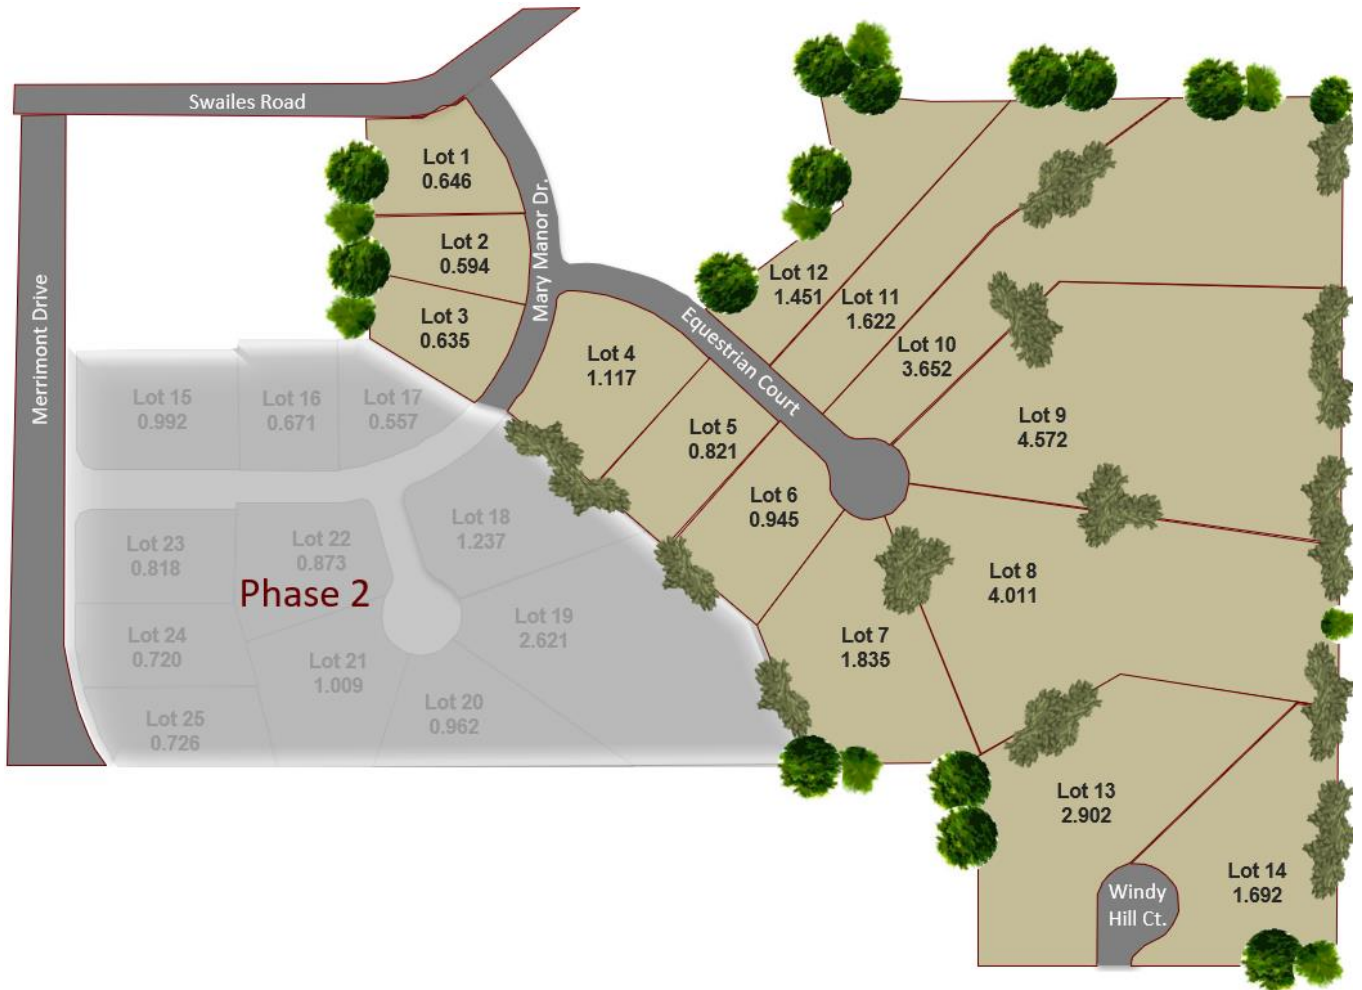 Swailes Road
Merrimont Drive
Mary Manor Dr.
Equestrian Court
Lot 1
0.646
Lot 2
0.594
Lot 3
0.635
Lot 4
1.117
Lot 5
0.821
Lot 6
0.945
Lot 7
1.835
Lot 8
4.011
Lot 9
4.572
Lot 10
3.652
Lot 11
1.622
Lot 12
1.451
Lot 13
2.902
Lot 14
1.692
Windy
Hill Ct.
Lot 15
0.992
Lot 16
0.671
Lot 17
0.557
Lot 18
1.237
Lot 19
2.621
Lot 20
0.962
Lot 21
1.009
Lot 22
0.873
Lot 23
0.818
Lot 24
0.720
Lot 25
0.726
Phase 2